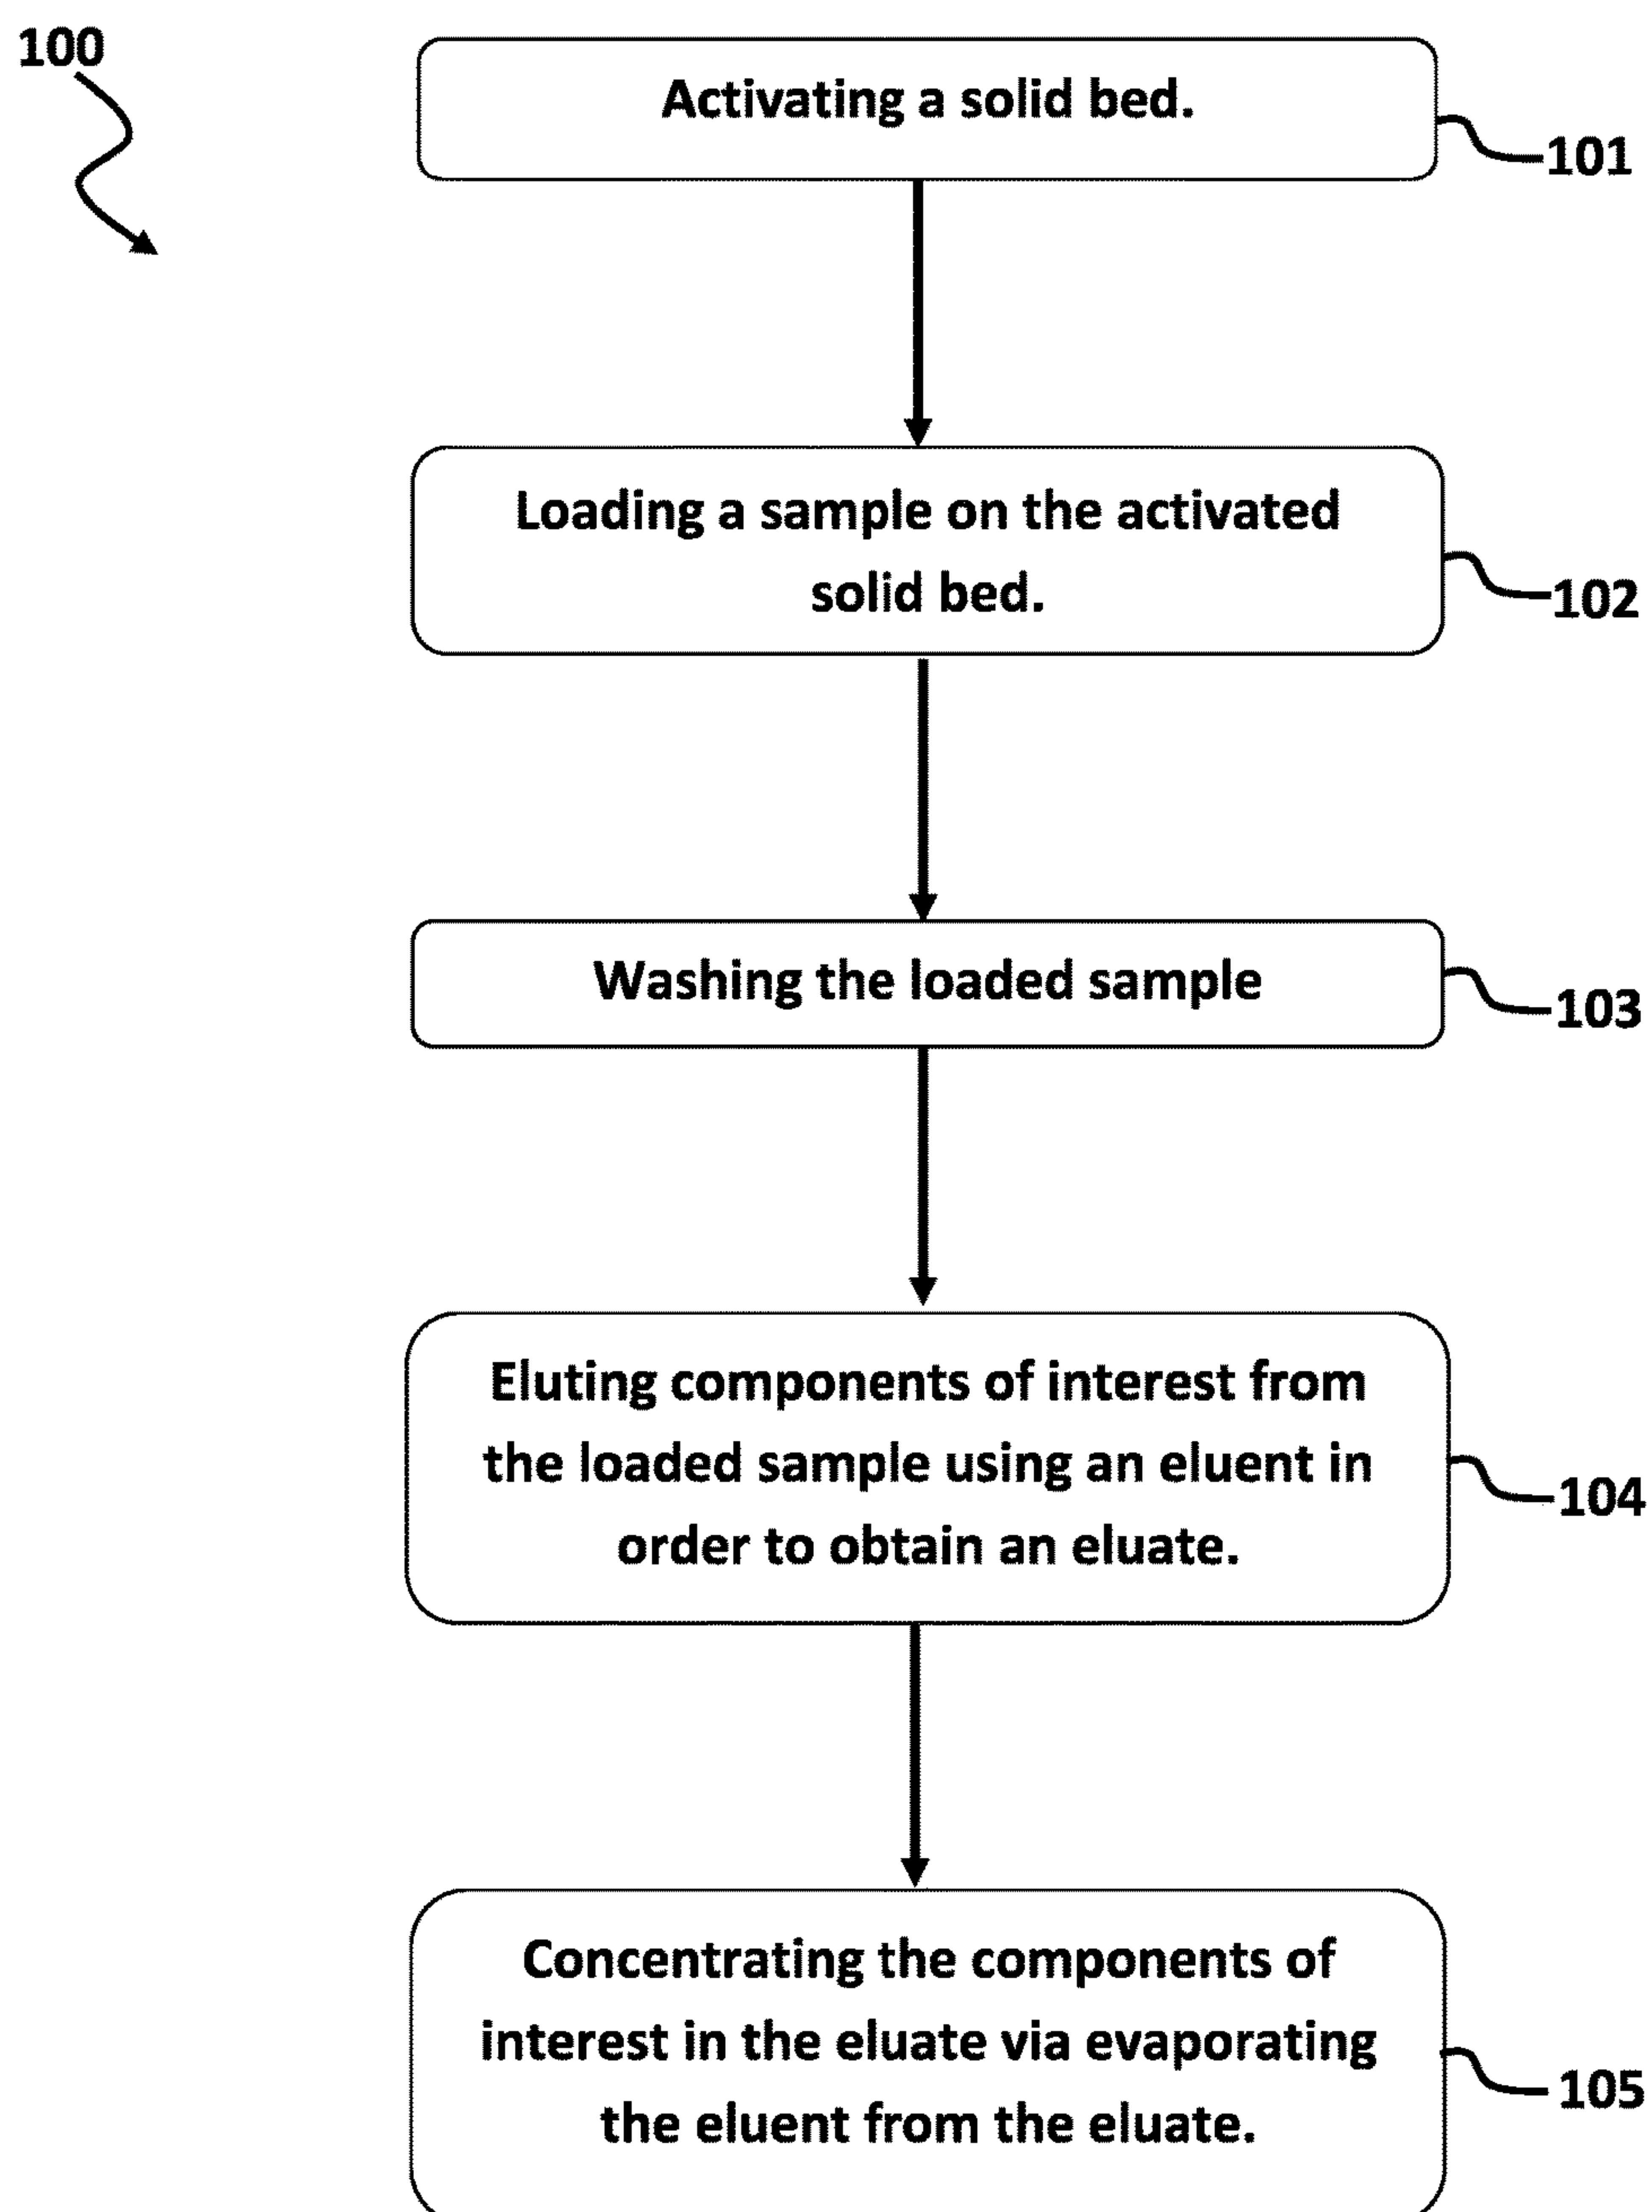 100
Activating a solid bed.
101
Loading a sample on the activated
solid bed.
102
Washing the loaded sample
103
Eluting components of interest from
the loaded sample using an eluent in
order to obtain an eluate.
104
Concentrating the components of
interest in the eluate via evaporating
the eluent from the eluate.
105